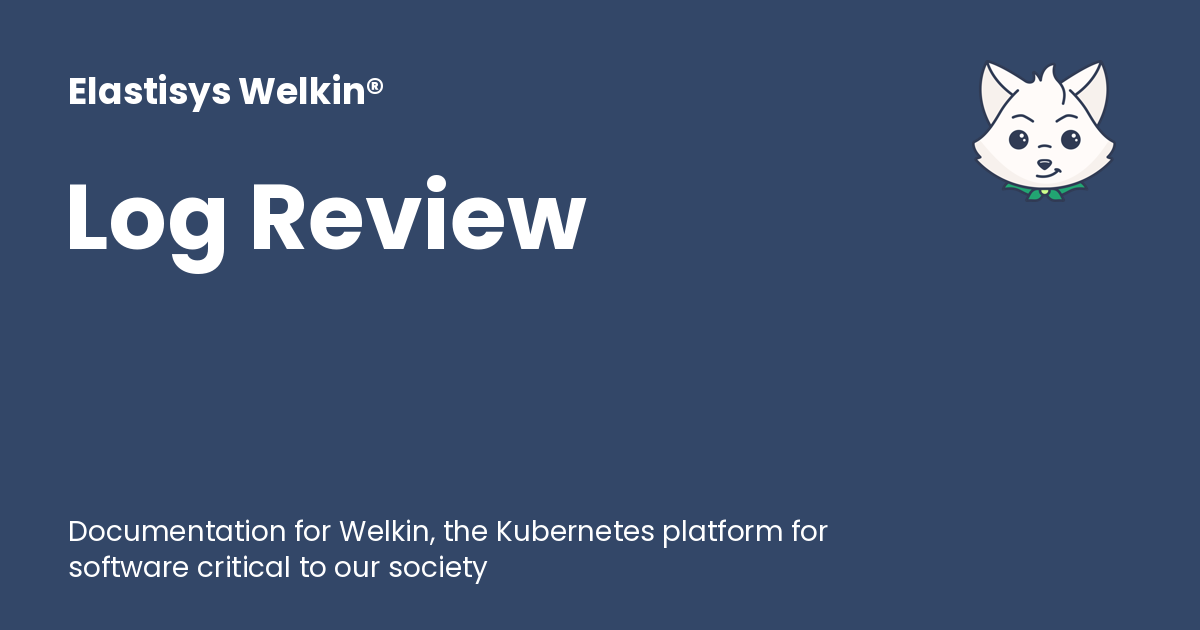 Elastisys Welkin®
Log Review
Documentation for Welkin, the Kubernetes platform for
software critical to our society